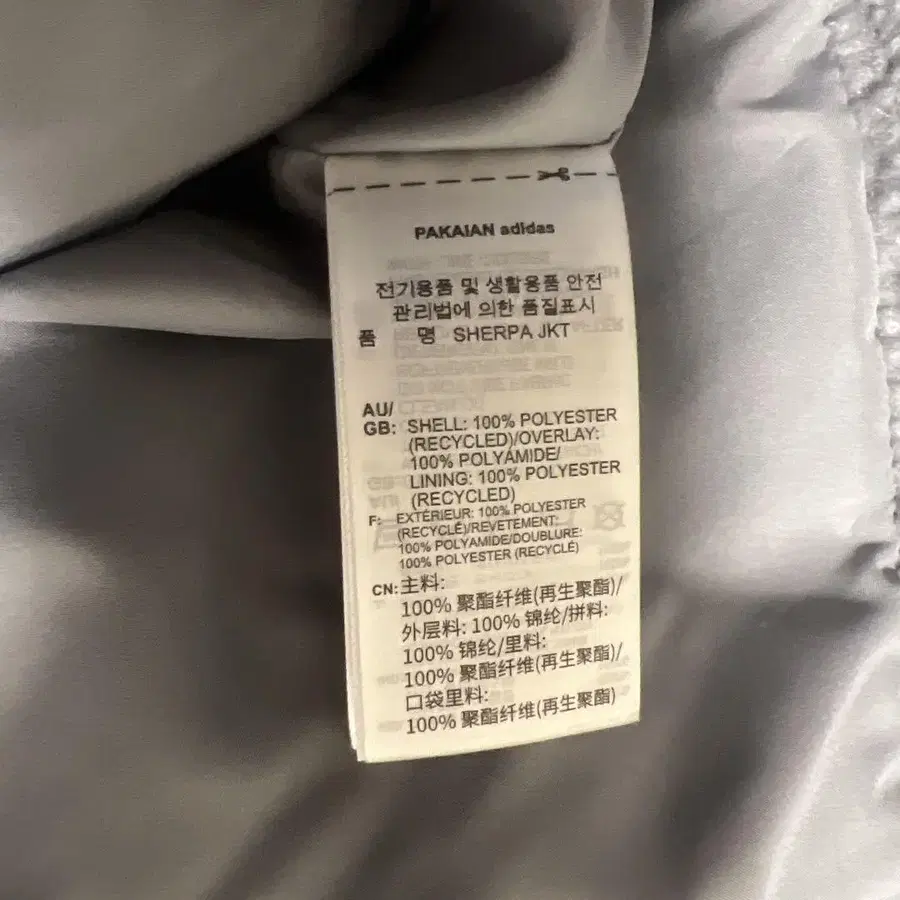 PAKAIAN adidas
전기용품 및 생활용품 안전
관리법에 의한 품질표시
품 명 SHERPA JKT
AU/
GB: SHELL: 100% POLYESTER
(RECYCLED)/OVERLAY:
100% POLYAMIDE/
LINING: 100% POLYESTER
(RECYCLED)
F: EXTÉRIEUR: 100% POLYESTER
(RECYCLÉ)/REVETEMENT:
100% POLYAMIDE/DOUBLURE:
100% POLYESTER (RECYCLÉ)
CN: 主料:
100% 聚酯纤维(再生聚酯)/
外层料: 100% 锦纶/拼料:
100% 锦纶/里料:
100% 聚酯纤维(再生聚酯)/
口袋里料:
100% 聚酯纤维(再生聚酯)